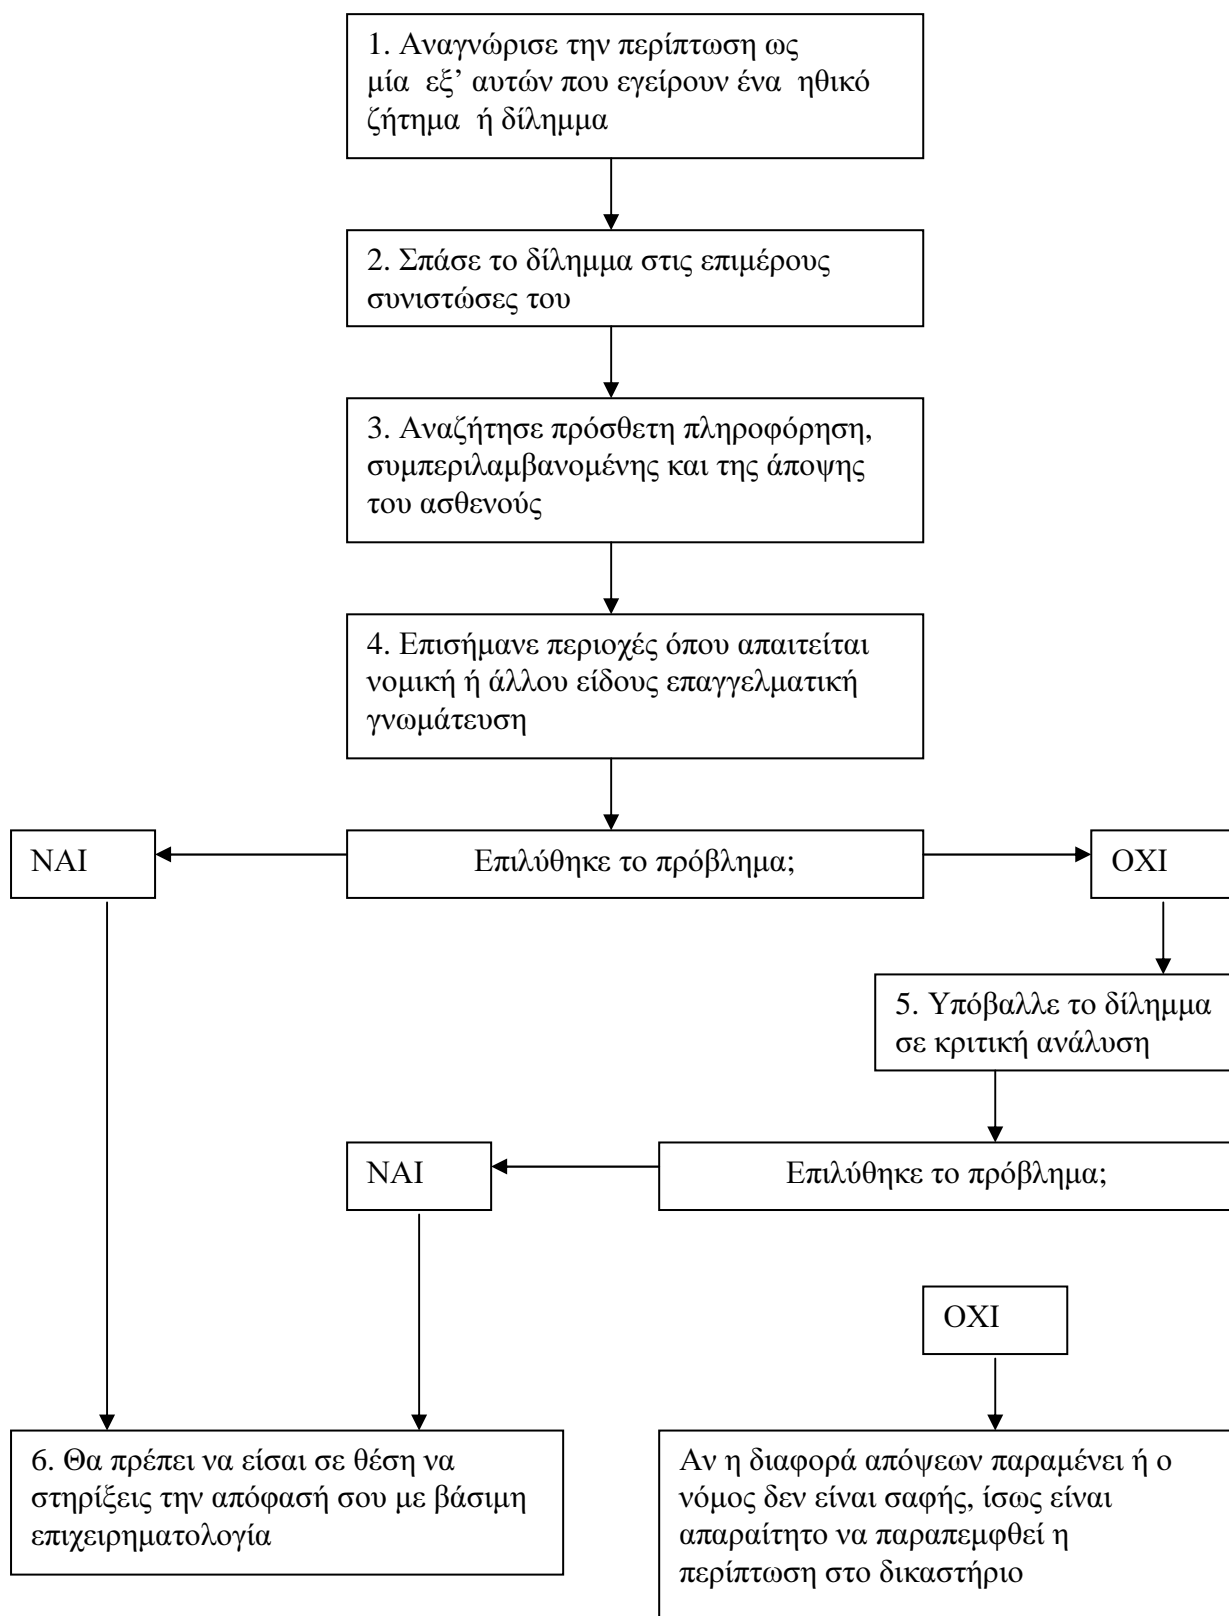 1. Αναγνώρισε την περίπτωση ως
μία εξ’ αυτών που εγείρουν ένα ηθικό
ζήτημα ή δίλημμα
2. Σπάσε το δίλημμα στις επιμέρους
συνιστώσες του
3. Αναζήτησε πρόσθετη πληροφόρηση,
συμπεριλαμβανομένης και της άποψης
του ασθενούς
4. Επισήμανε περιοχές όπου απαιτείται
νομική ή άλλου είδους επαγγελματική
γνωμάτευση
ΝΑΙ
Επιλύθηκε το πρόβλημα;
ΟΧΙ
5. Υπόβαλλε το δίλημμα
σε κριτική ανάλυση
ΝΑΙ
Επιλύθηκε το πρόβλημα;
ΟΧΙ
6. Θα πρέπει να είσαι σε θέση να
στηρίξεις την απόφασή σου με βάσιμη
επιχειρηματολογία
Αν η διαφορά απόψεων παραμένει ή ο
νόμος δεν είναι σαφής, ίσως είναι
απαραίτητο να παραπεμφθεί η
περίπτωση στο δικαστήριο